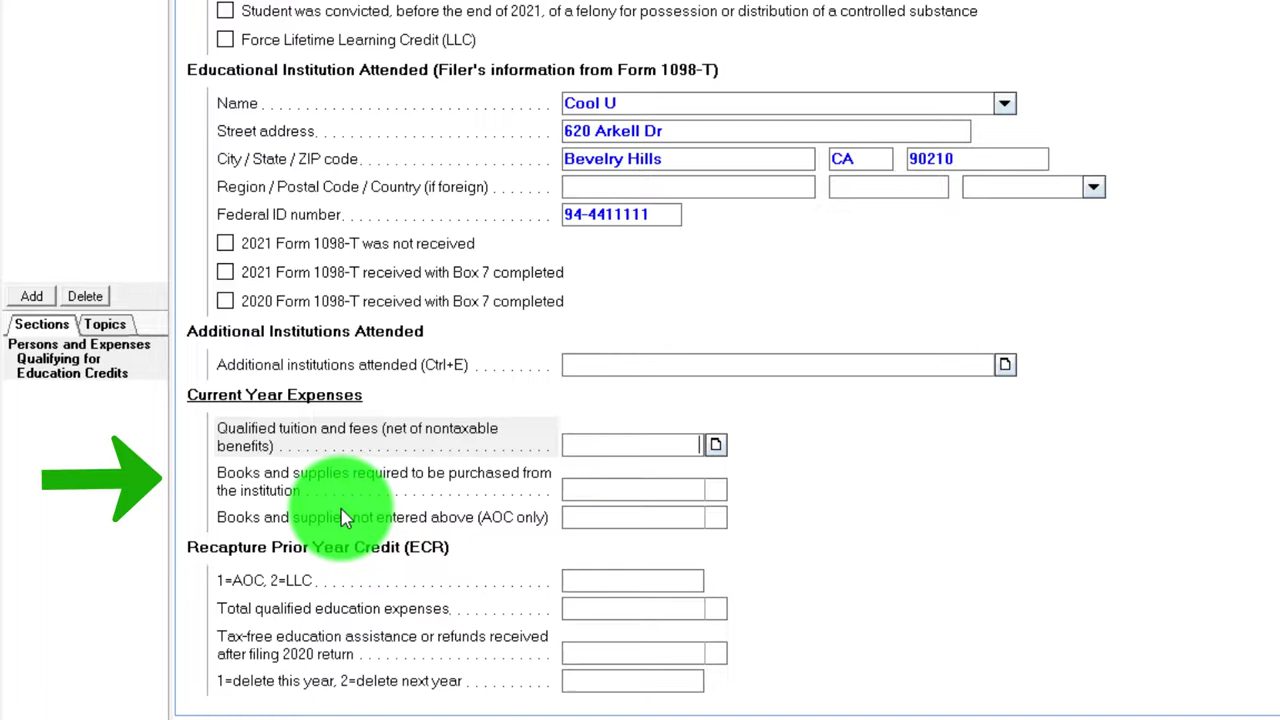 Student was convicted, before the end of 2021, of a felony for possession or distribution of a controlled substance
Force Lifetime Learning Credit (LLC)
Educational Institution Attended (Filer's information from Form 1098-T)
Name Cool U
Street address 620 Arkell Dr
City / State / ZIP code Bevelry Hills CA 90210
Region / Postal Code / Country (if foreign)
Federal ID number 94-4411111
2021 Form 1098-T was not received
2021 Form 1098-T received with Box 7 completed
2020 Form 1098-T received with Box 7 completed
Add Delete
Sections Topics
Persons and Expenses
Qualifying for
Education Credits
Additional Institutions Attended
Additional institutions attended (Ctrl+E)
Current Year Expenses
Qualified tuition and fees (net of nontaxable
benefits)
Books and supplies required to be purchased from
the institution
Books and supplies not entered above (AOC only)
Recapture Prior Year Credit (ECR)
1=AOC, 2=LLC
Total qualified education expenses
Tax-free education assistance or refunds received
after filing 2020 return
1=delete this year, 2=delete next year